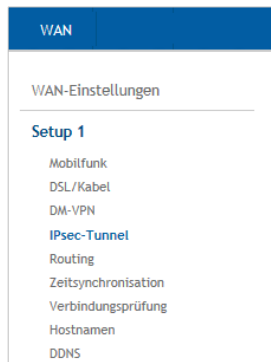 WAN
WAN-Einstellungen
Setup 1
Mobilfunk
DSL/Kabel
DM-VPN
IPsec-Tunnel
Routing
Zeitsynchronisation
Verbindungsprüfung
Hostnamen
DDNS